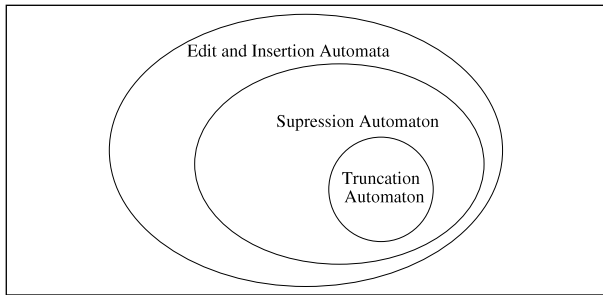 Edit and Insertion Automata
Supression Automaton
Truncation
Automaton